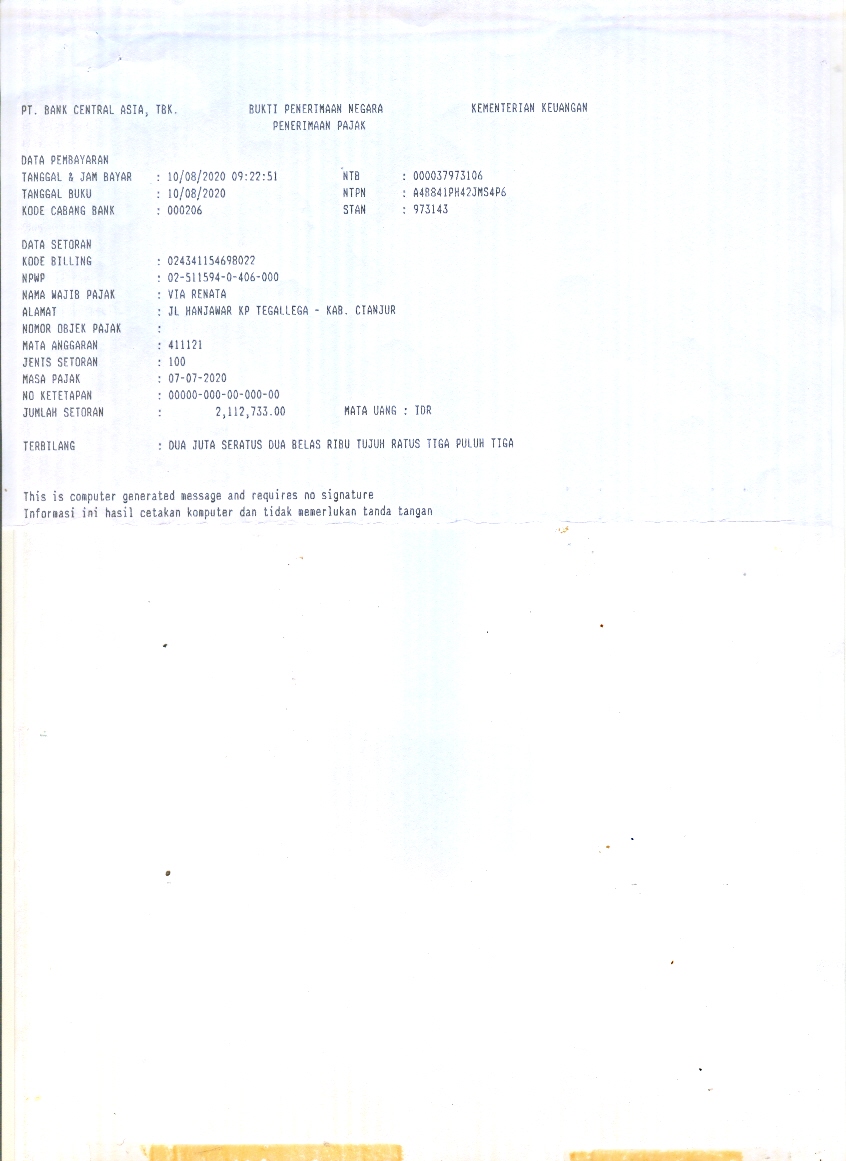 PT. BANK CENTRAL ASIA, TBK. BUKTI PENERIMAAN NEGARA KEMENTERIAN KEUANGAN
PENERIMAAN PAJAK
DATA PEMBAYARAN
TANGGAL & JAM BAYAR : 10/08/2020 09:22:51 NTB : 000037973106
TANGGAL BUKU : 10/08/2020 NTPN : A48841PH42JMS4P6
KODE CABANG BANK : 000206 STAN : 973143
DATA SETORAN
KODE BILLING : 024341154698022
NPWP : 02-511594-0-406-000
NAMA WAJIB PAJAK : VIA RENATA
ALAMAT : JL HANJAWAR KP TEGALLEGA - KAB. CIANJUR
NOMOR OBJEK PAJAK :
MATA ANGGARAN : 411121
JENIS SETORAN : 100
MASA PAJAK : 07-07-2020
NO KETETAPAN : 00000-000-00-000-00
JUMLAH SETORAN : 2,112,733.00 MATA UANG : IDR
TERBILANG : DUA JUTA SERATUS DUA BELAS RIBU TUJUH RATUS TIGA PULUH TIGA
This is computer generated message and requires no signature
Informasi ini hasil cetakan komputer dan tidak memerlukan tanda tangan